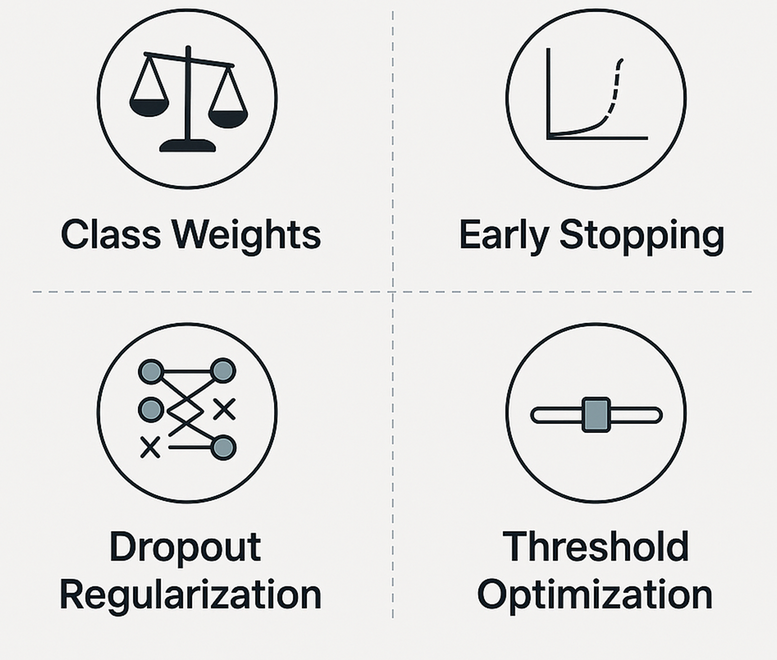 Class Weights
Early Stopping
Dropout
Regularization
Threshold
Optimization